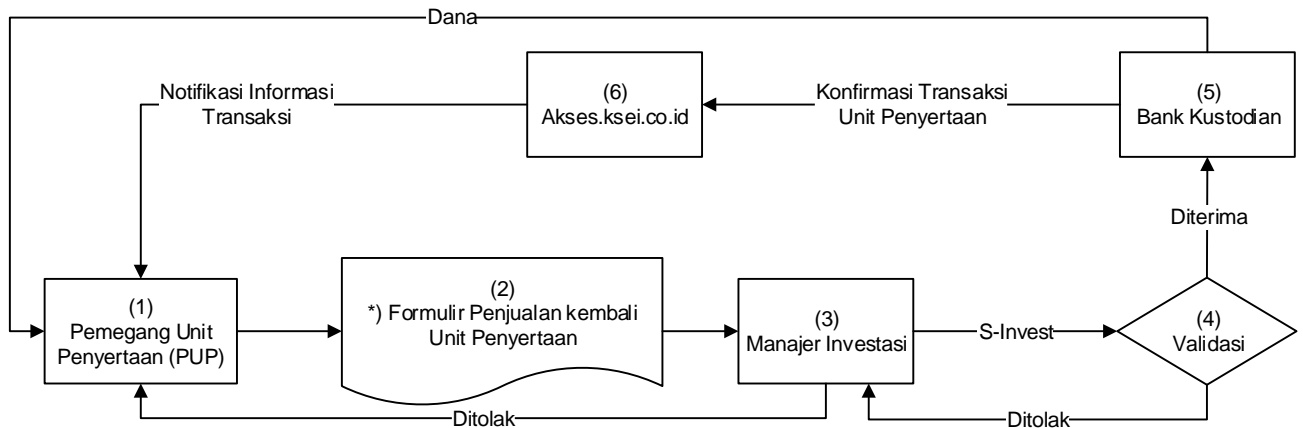 Dana
(6)
Akses.ksei.co.id
(5)
Bank Kustodian
Notifikasi Informasi
Transaksi
Konfirmasi Transaksi
Unit Penyertaan
Diterima
(1)
Pemegang Unit
Penyertaan (PUP)
(2)
*) Formulir Penjualan kembali
Unit Penyertaan
(3)
Manajer Investasi
S-Invest
(4)
Validasi
Ditolak
Ditolak